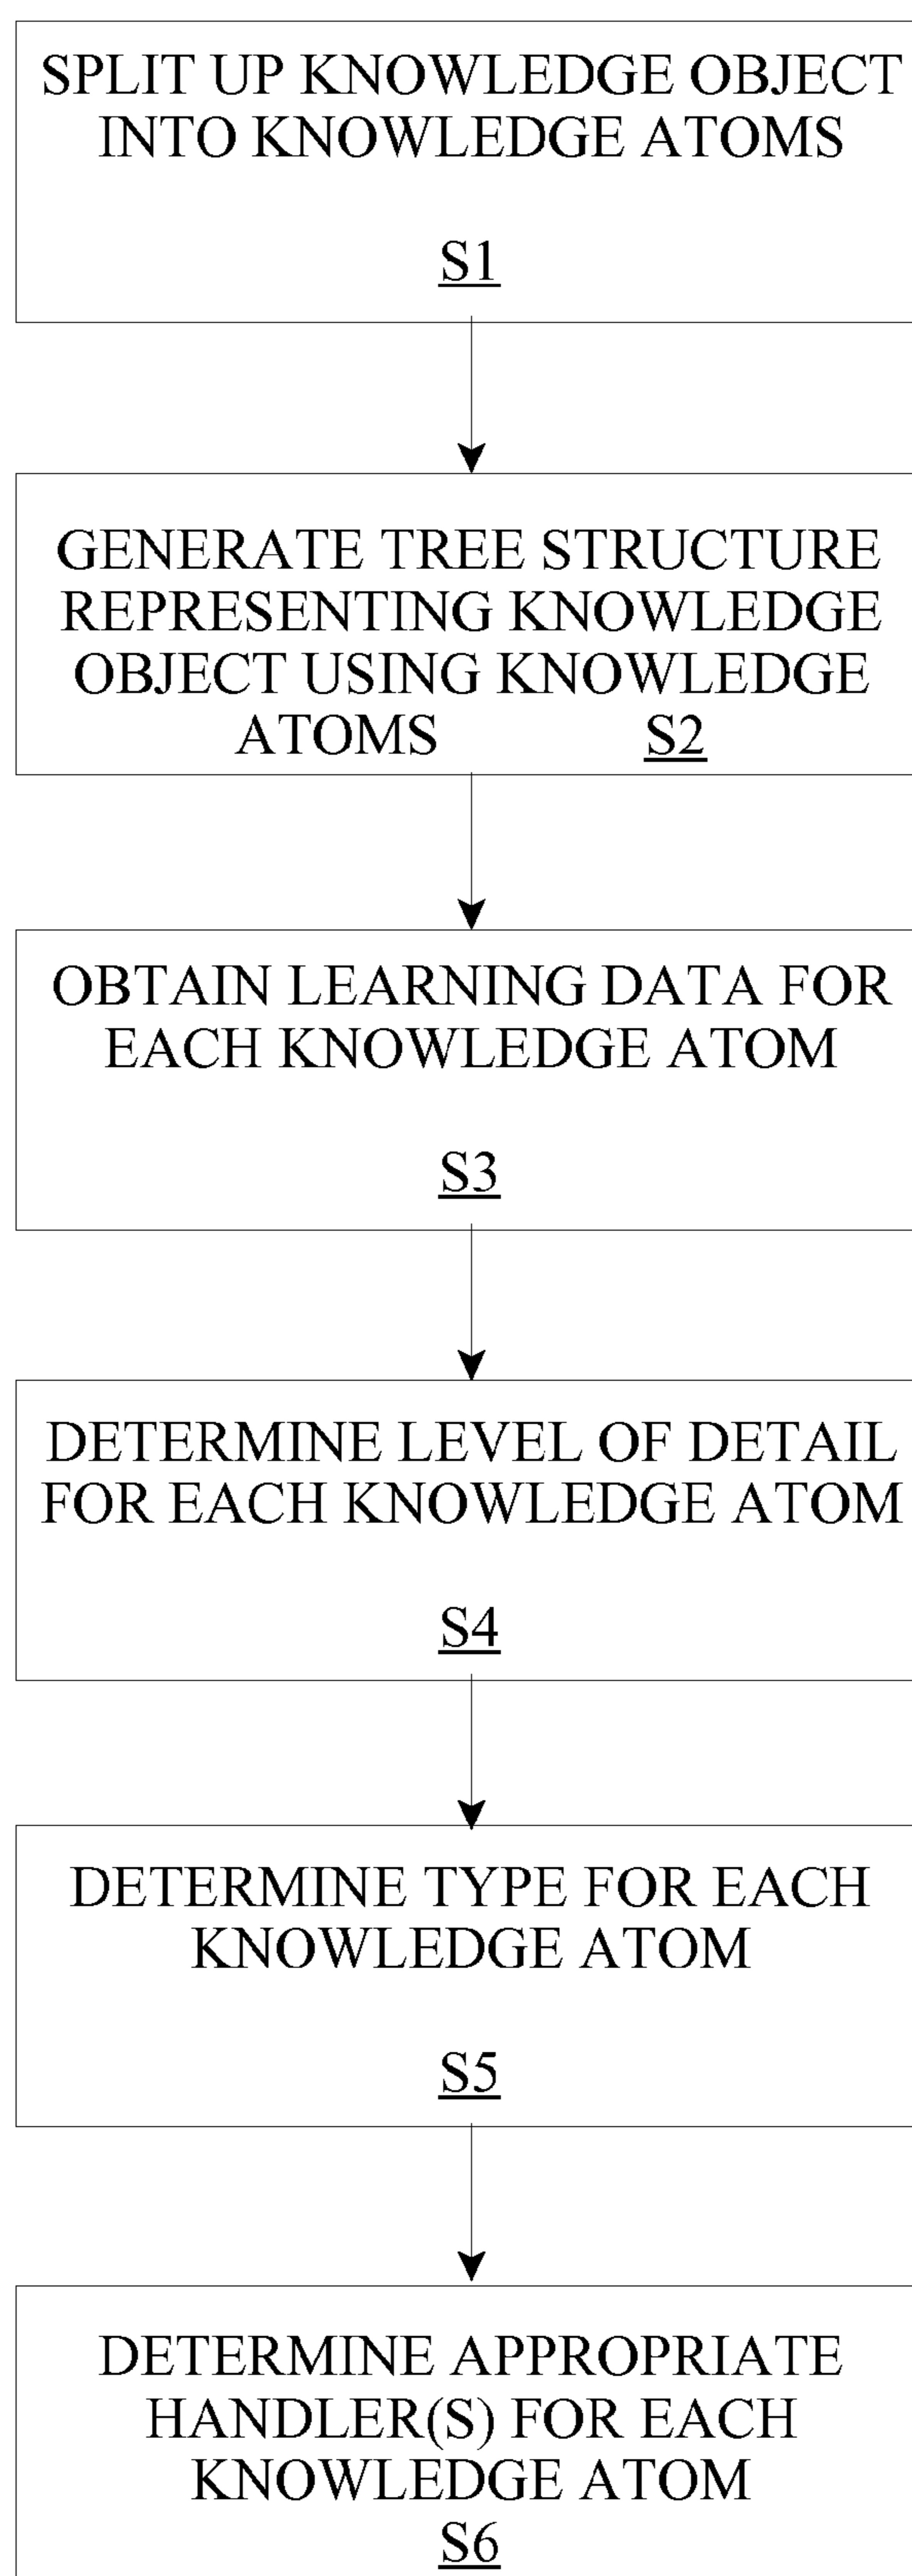 SPLIT UP KNOWLEDGE OBJECT
INTO KNOWLEDGE ATOMS
S1
GENERATE TREE STRUCTURE
REPRESENTING KNOWLEDGE
OBJECT USING KNOWLEDGE
ATOMS S2
OBTAIN LEARNING DATA FOR
EACH KNOWLEDGE ATOM
S3
DETERMINE LEVEL OF DETAIL
FOR EACH KNOWLEDGE ATOM
S4
DETERMINE TYPE FOR EACH
KNOWLEDGE ATOM
S5
DETERMINE APPROPRIATE
HANDLER(S) FOR EACH
KNOWLEDGE ATOM
S6